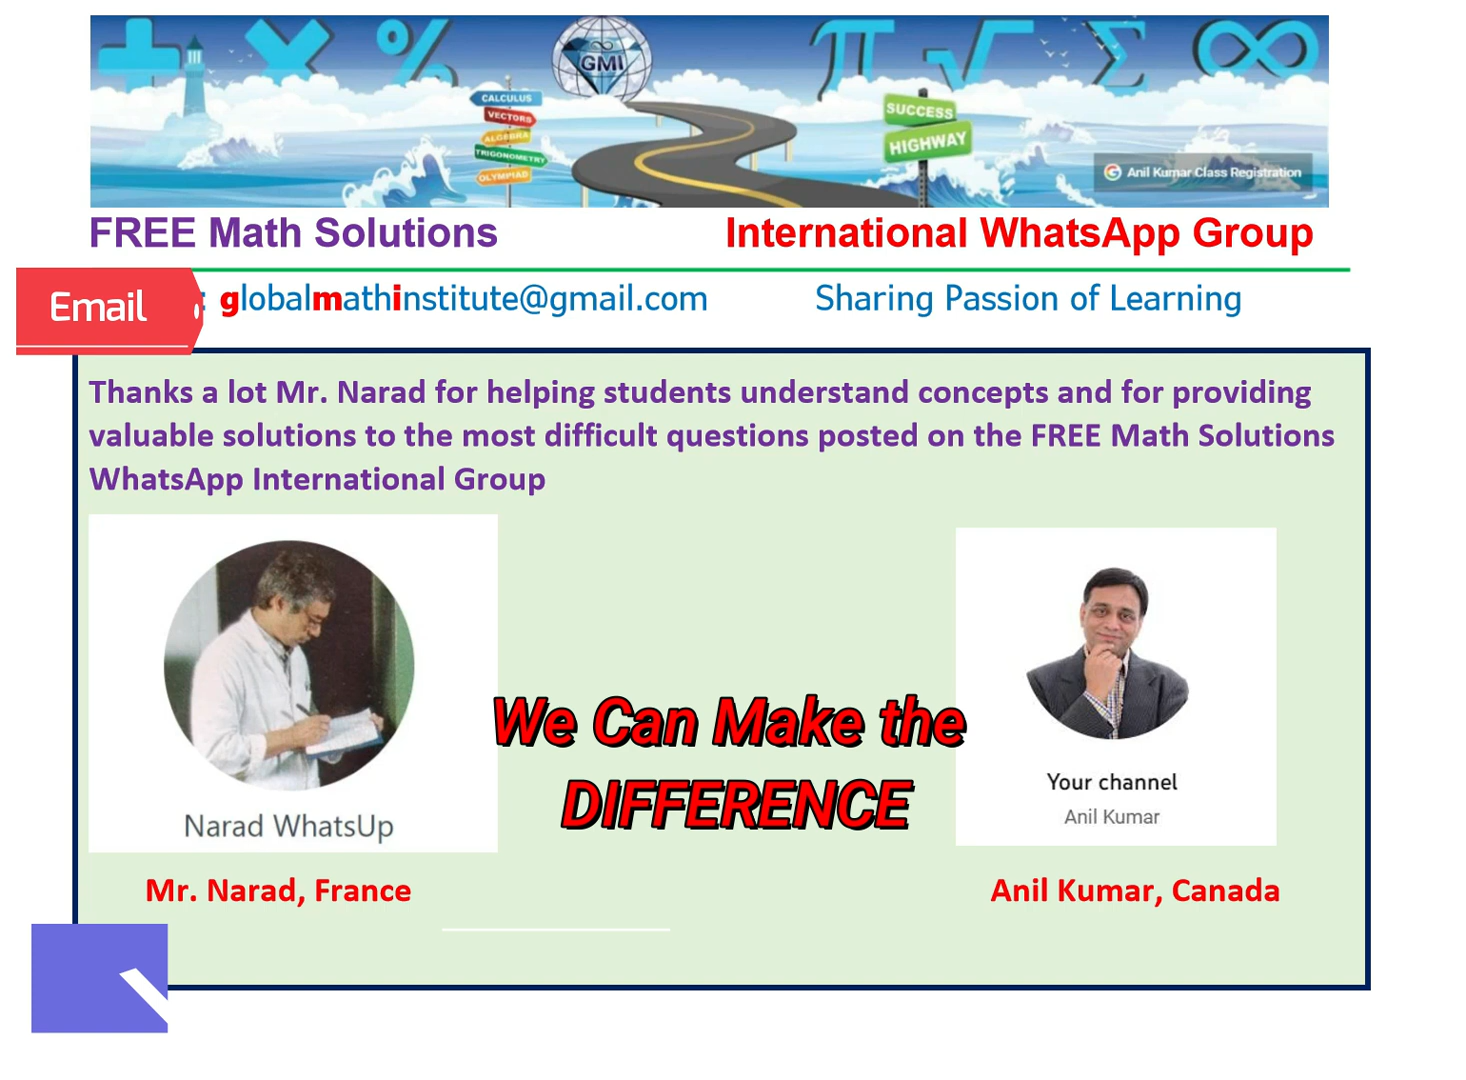 + × % π √ Σ ∞
GMI
CALCULUS
VECTORS
ALGEBRA
TRIGONOMETRY
OLYMPIAD
SUCCESS
HIGHWAY
G Anil Kumar Class Registration
FREE Math Solutions International WhatsApp Group
Email : globalmathinstitute@gmail.com Sharing Passion of Learning
Thanks a lot Mr. Narad for helping students understand concepts and for providing
valuable solutions to the most difficult questions posted on the FREE Math Solutions
WhatsApp International Group
We Can Make the
DIFFERENCE
Narad WhatsUp
Your channel
Anil Kumar
Mr. Narad, France Anil Kumar, Canada